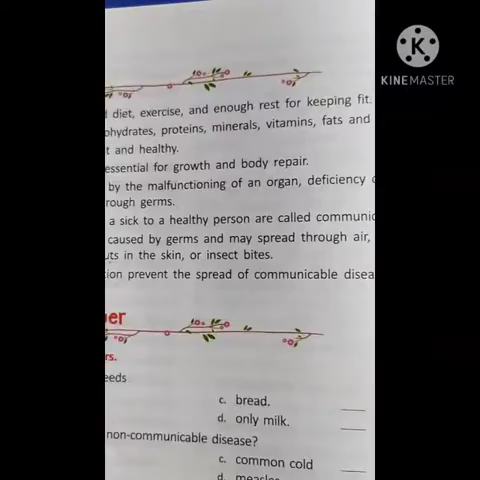 KINEMASTER
diet, exercise, and enough rest for keeping fit.
ohydrates, proteins, minerals, vitamins, fats and
t and healthy.
essential for growth and body repair.
by the malfunctioning of an organ, deficiency
rough germs.
a sick to a healthy person are called communic
caused by germs and may spread through air,
uts in the skin, or insect bites.
ion prevent the spread of communicable disea
er
rs.
eeds
c. bread.
d. only milk.
non-communicable disease?
c. common cold
d. measles